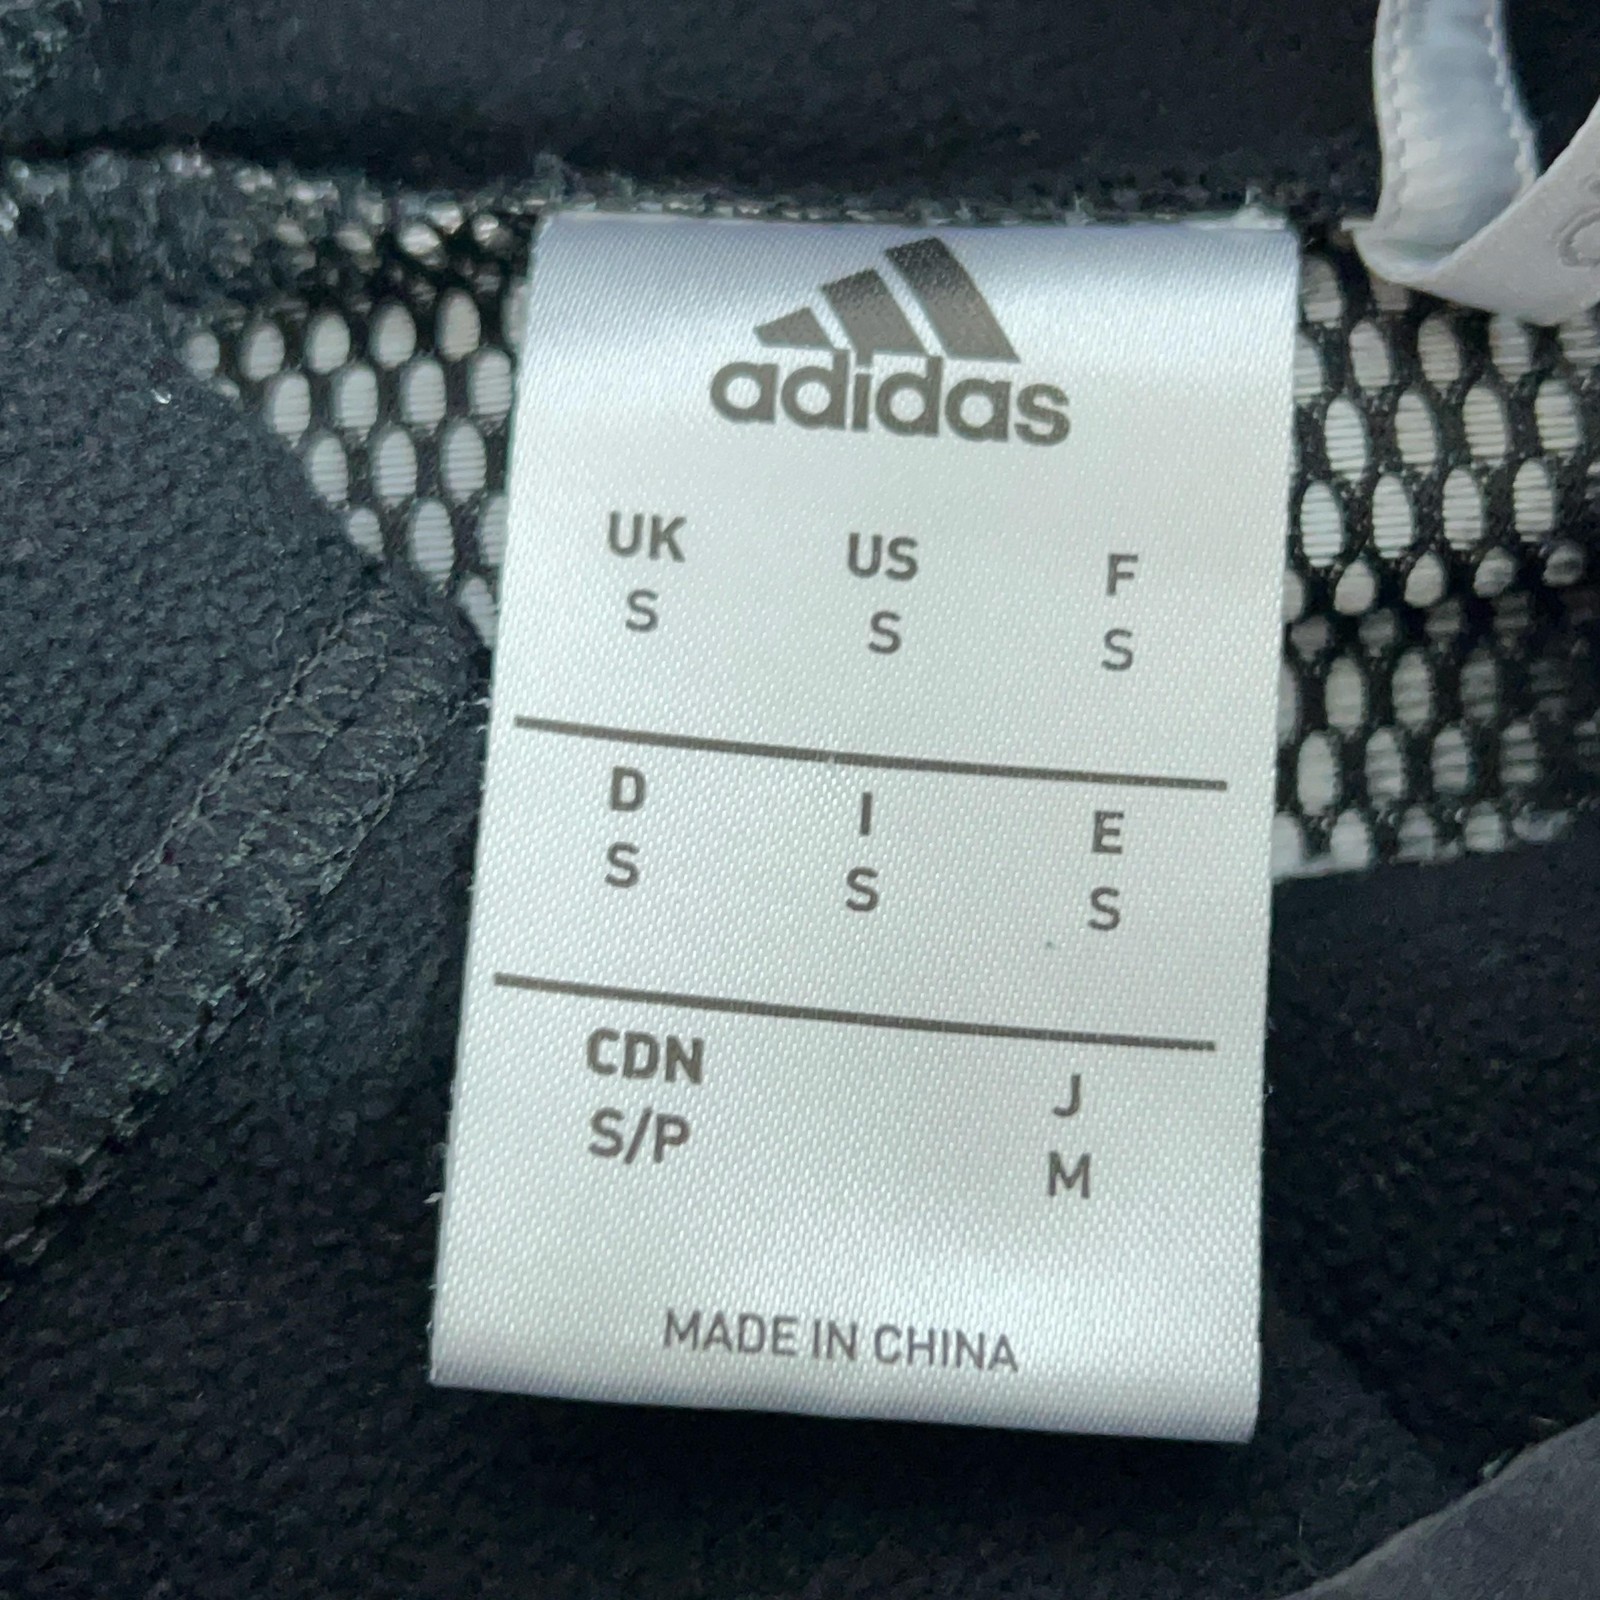 adidas
UK US F
S S S
D I E
S S S
CDN J
S/P M
MADE IN CHINA